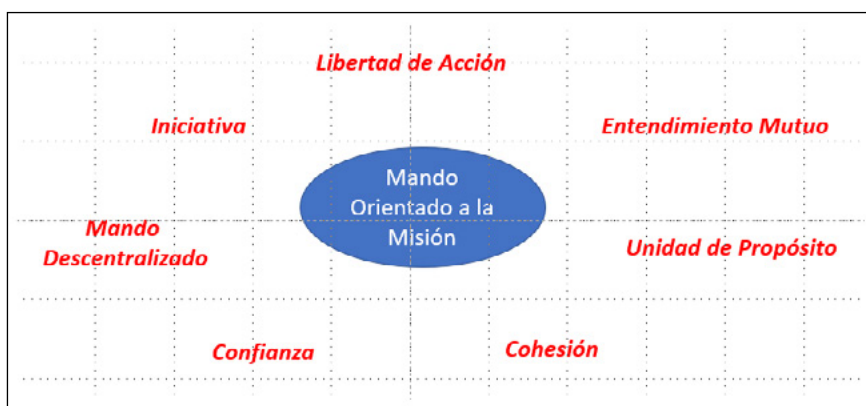 Libertad de Acción
Iniciativa
Entendimiento Mutuo
Mando
Orientado a la
Misión
Mando
Descentralizado
Unidad de Propósito
Confianza
Cohesión